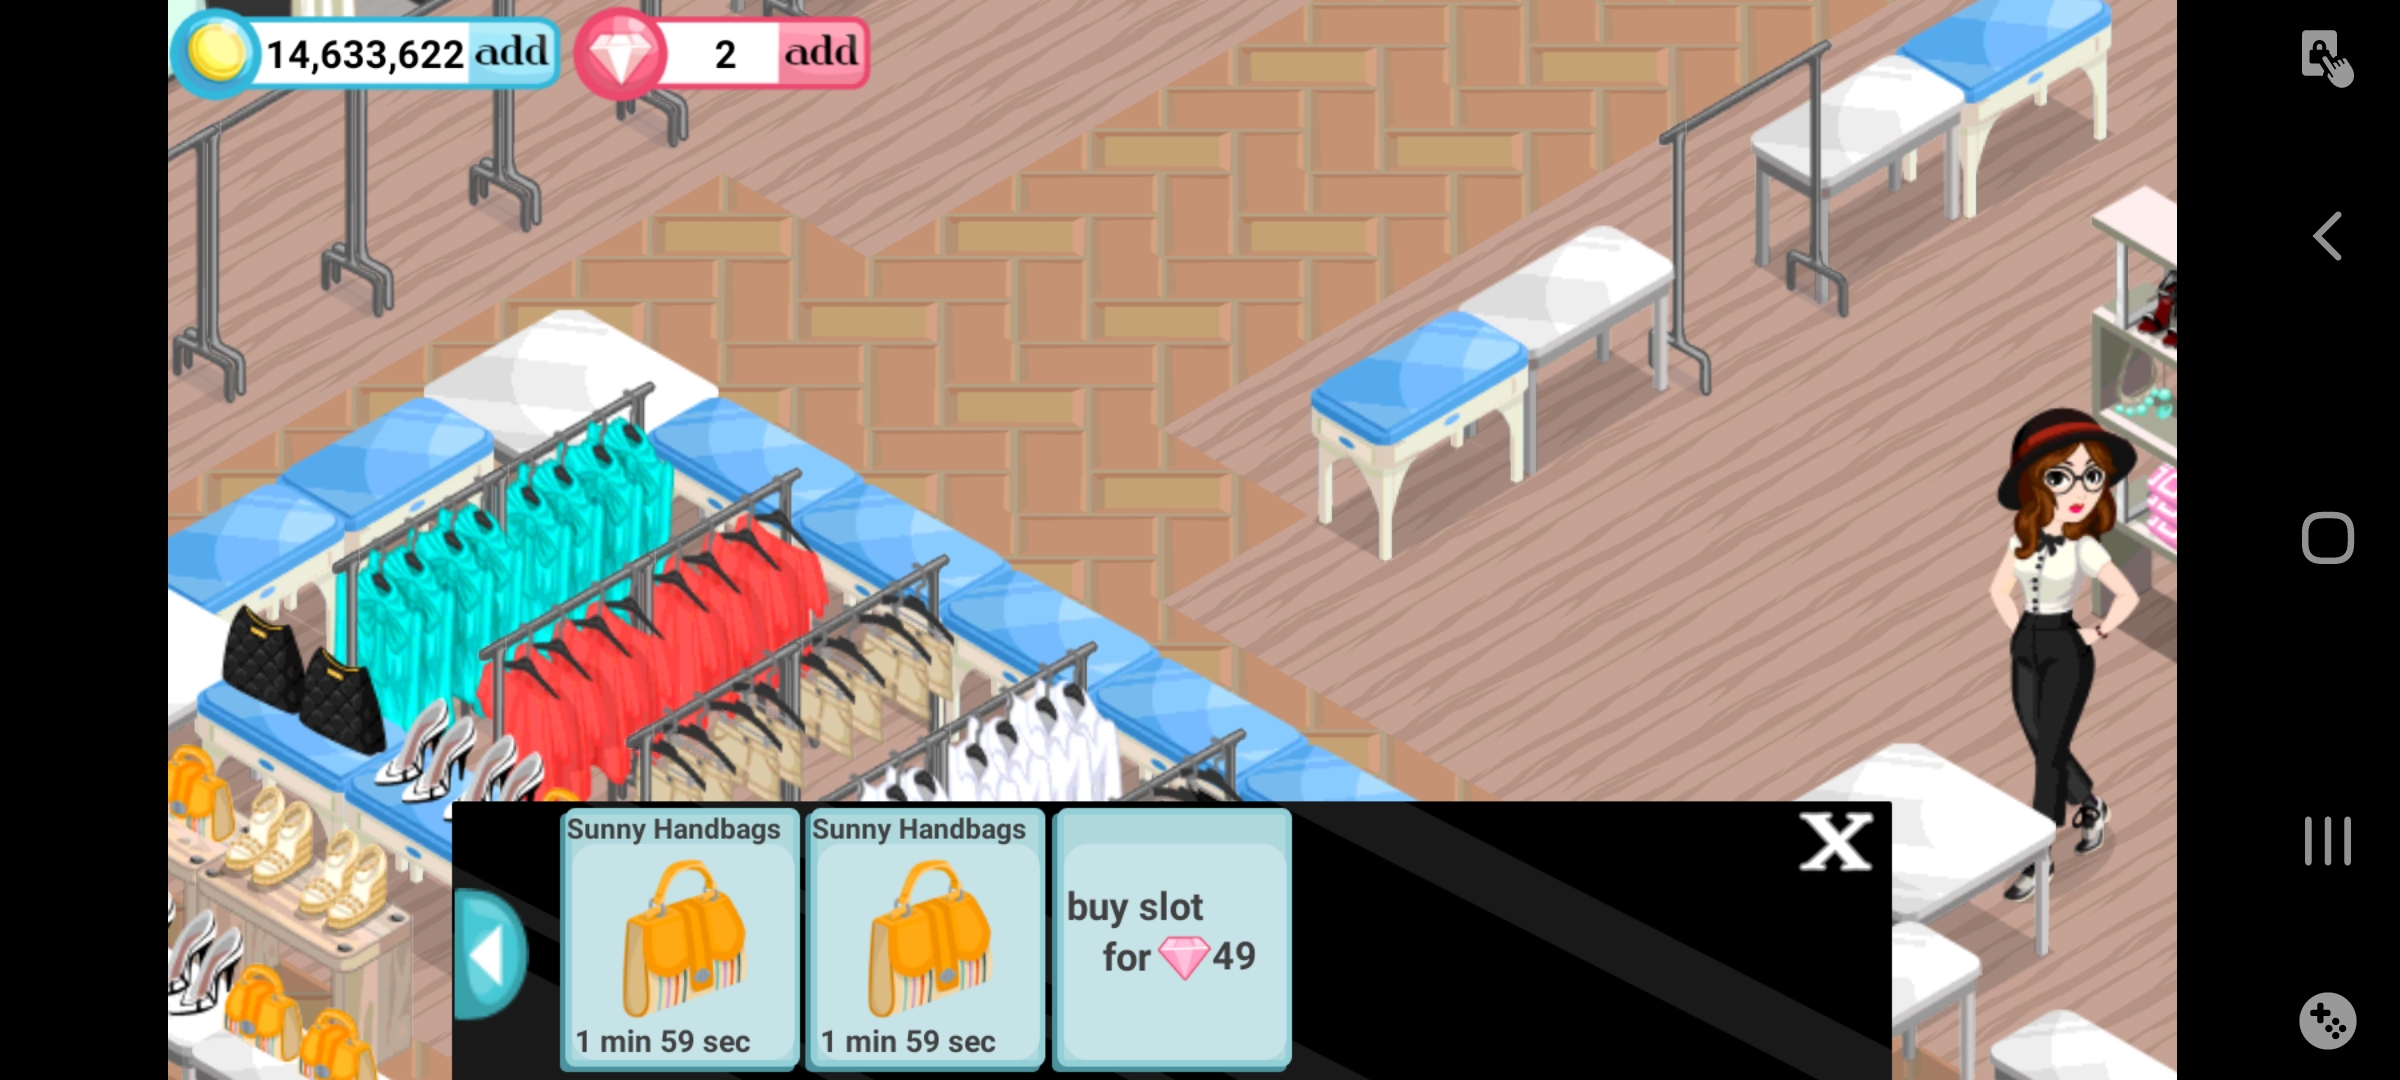 14,633,622 add
2 add
Sunny Handbags
1 min 59 sec
Sunny Handbags
1 min 59 sec
buy slot
for 49
X